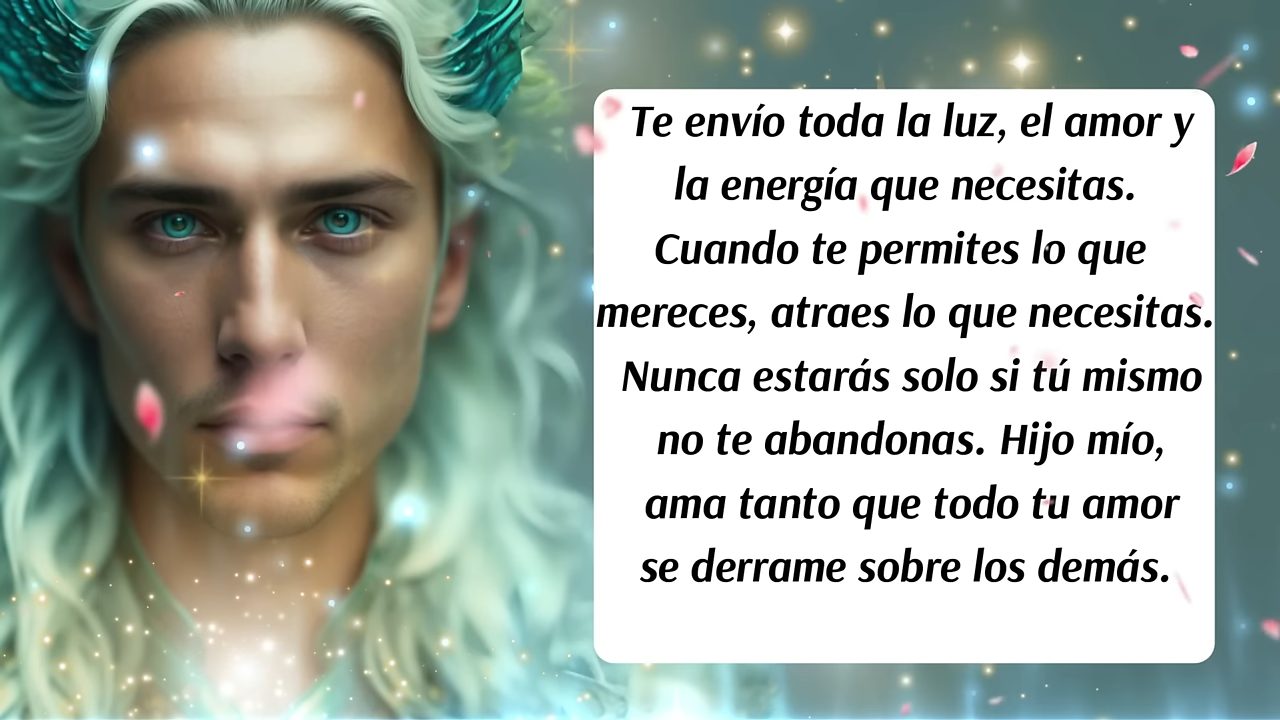 Te envío toda la luz, el amor y
la energía que necesitas.
Cuando te permites lo que
mereces, atraes lo que necesitas.
Nunca estarás solo si tú mismo
no te abandonas. Hijo mío,
ama tanto que todo tu amor
se derrame sobre los demás.